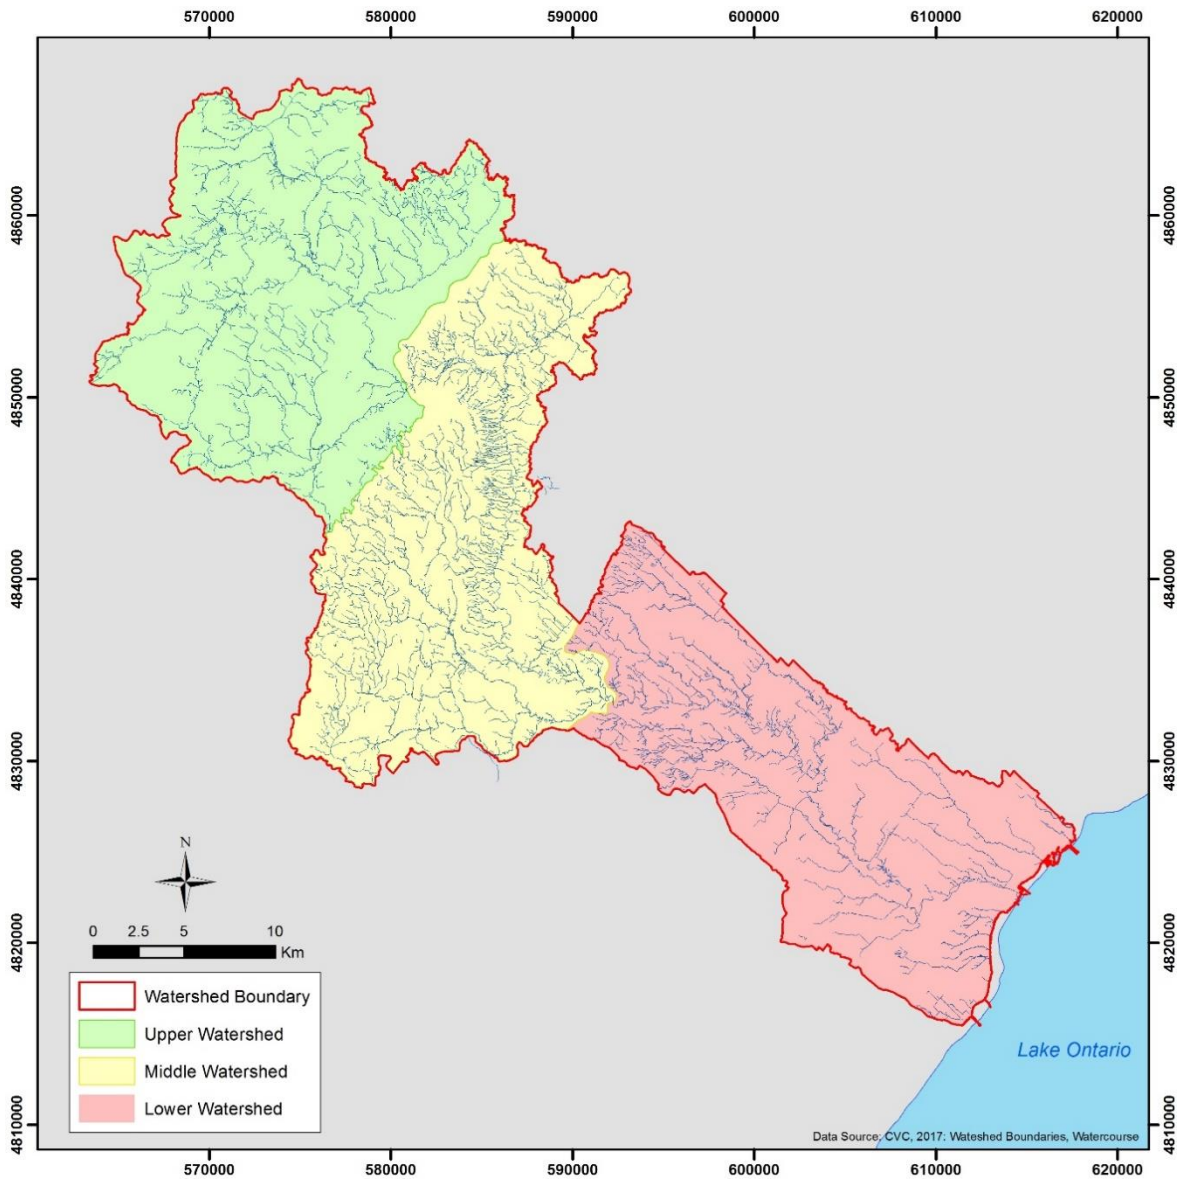 570000 580000 590000 600000 610000 620000
4860000 4860000
4850000 4850000
4840000 4840000
4830000 4830000
4820000 4820000
4810000 4810000
N
0 2.5 5 10
Km
Watershed Boundary
Upper Watershed
Middle Watershed
Lower Watershed
Lake Ontario
Data Source: CVC, 2017: Wateshed Boundaries, Watercourse
570000 580000 590000 600000 610000 620000